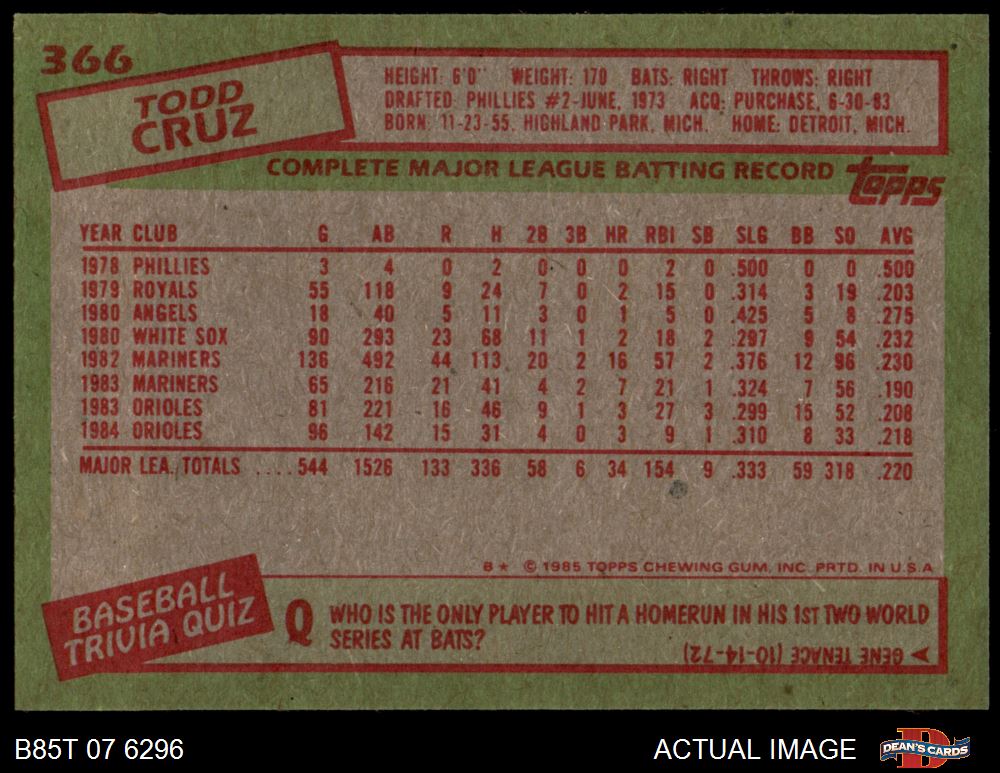 366
TODD
CRUZ
HEIGHT: 6'0" WEIGHT: 170 BATS: RIGHT THROWS: RIGHT
DRAFTED: PHILLIES #2-JUNE, 1973 ACQ: PURCHASE, 6-30-83
BORN: 11-23-55, HIGHLAND PARK, MICH. HOME: DETROIT, MICH.
COMPLETE MAJOR LEAGUE BATTING RECORD
topps
YEAR CLUB G AB R H 2B 3B HR RBI SB SLG BB SO AVG
1978 PHILLIES 3 4 0 2 0 0 0 2 0 .500 0 0 .500
1979 ROYALS 55 118 9 24 7 0 2 15 0 .314 3 19 .203
1980 ANGELS 18 40 5 11 3 0 1 5 0 .425 5 8 .275
1980 WHITE SOX 90 293 23 68 11 1 2 18 2 .297 9 54 .232
1982 MARINERS 136 492 44 113 20 2 16 57 2 .376 12 96 .230
1983 MARINERS 65 216 21 41 4 2 7 21 1 .324 7 56 .190
1983 ORIOLES 81 221 16 46 9 1 3 27 3 .299 15 52 .208
1984 ORIOLES 96 142 15 31 4 0 3 9 1 .310 8 33 .218
MAJOR LEA. TOTALS ....544 1526 133 336 58 6 34 154 9 .333 59 318 .220
B* © 1985 TOPPS CHEWING GUM, INC. PRTD. IN U.S.A
BASEBALL
TRIVIA QUIZ
Q WHO IS THE ONLY PLAYER TO HIT A HOMERUN IN HIS 1ST TWO WORLD
SERIES AT BATS?
GENE TENACE (10-14-72)
B85T 07 6296
ACTUAL IMAGE
DEAN'S CARDS